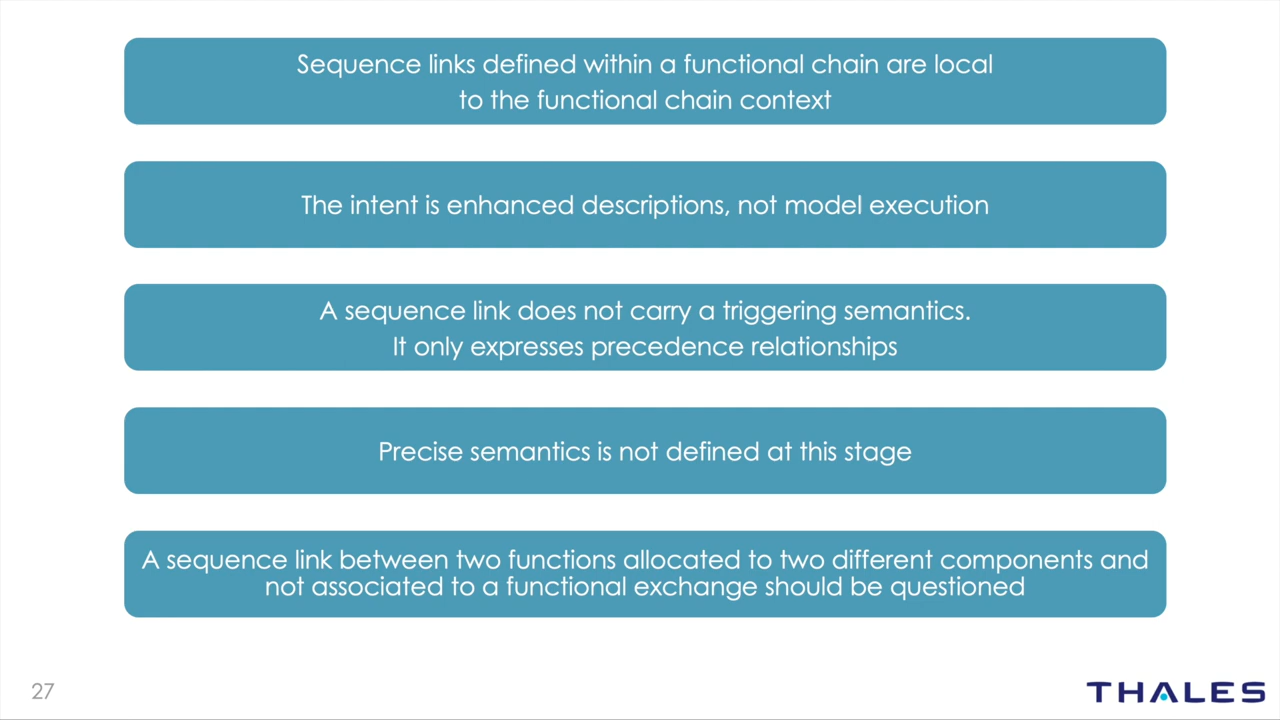 Sequence links defined within a functional chain are local
to the functional chain context
The intent is enhanced descriptions, not model execution
A sequence link does not carry a triggering semantics.
It only expresses precedence relationships
Precise semantics is not defined at this stage
A sequence link between two functions allocated to two different components and
not associated to a functional exchange should be questioned
27
THALES